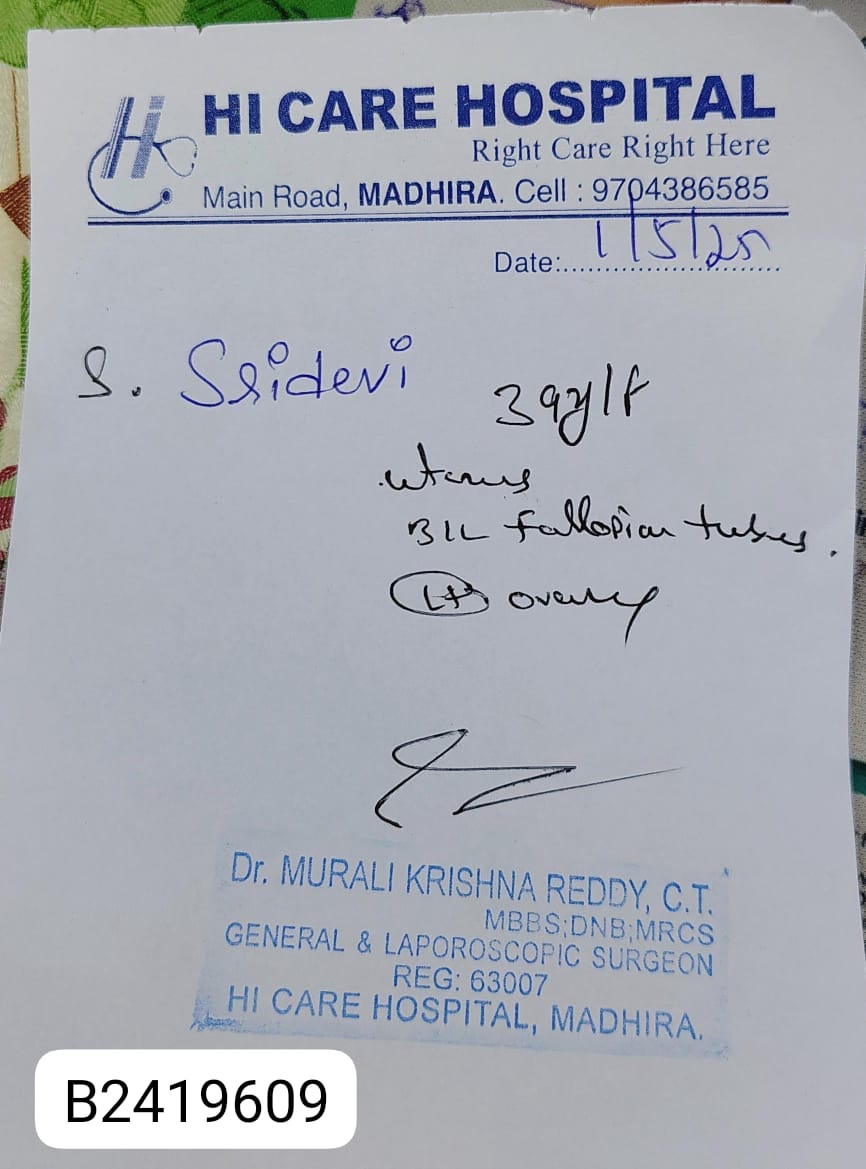 Hi
HI CARE HOSPITAL
Right Care Right Here
Main Road, MADHIRA. Cell : 9704386585
Date: 1/5/25
S. Sridevi
39y/f
uterus
B/L fallopian tubes.
Lt ovary
Dr. MURALI KRISHNA REDDY, C.T.
MBBS;DNB;MRCS
GENERAL & LAPOROSCOPIC SURGEON
REG: 63007
HI CARE HOSPITAL, MADHIRA.
B2419609